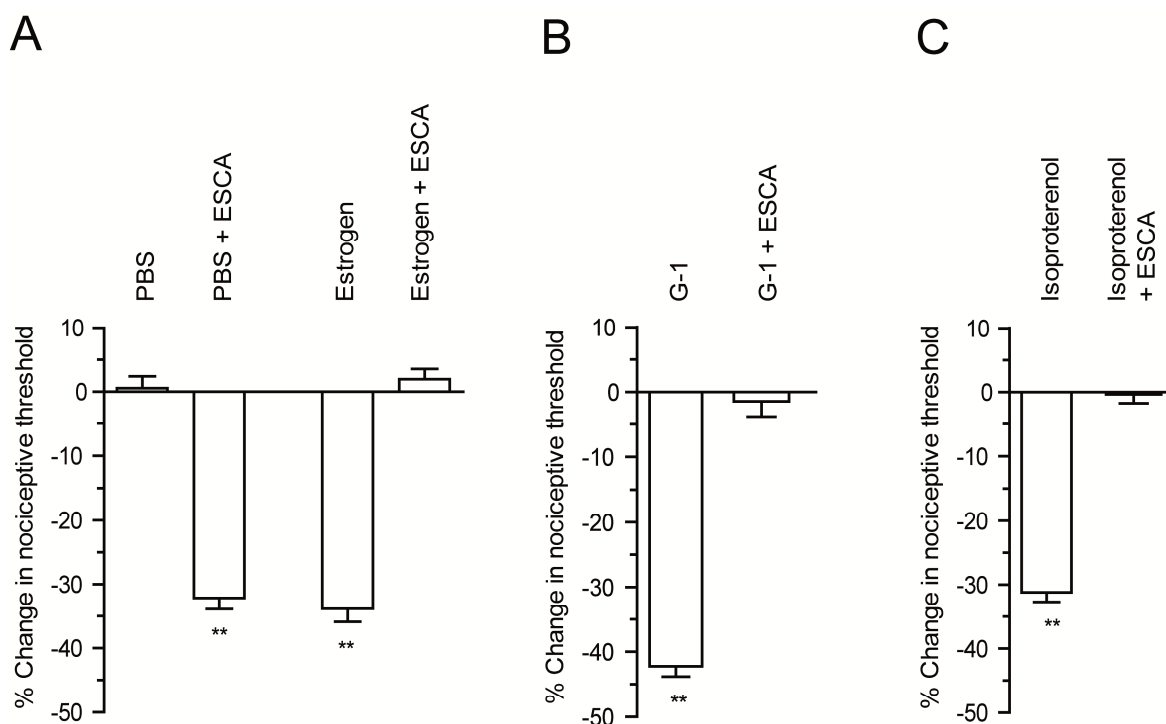 A
PBS
PBS + ESCA
Estrogen
Estrogen + ESCA
% Change in nociceptive threshold
10
0
-10
-20
-30
-40
-50
**
**
B
G-1
G-1 + ESCA
% Change in nociceptive threshold
10
0
-10
-20
-30
-40
-50
**
C
Isoproterenol
Isoproterenol
+ ESCA
% Change in nociceptive threshold
10
0
-10
-20
-30
-40
-50
**